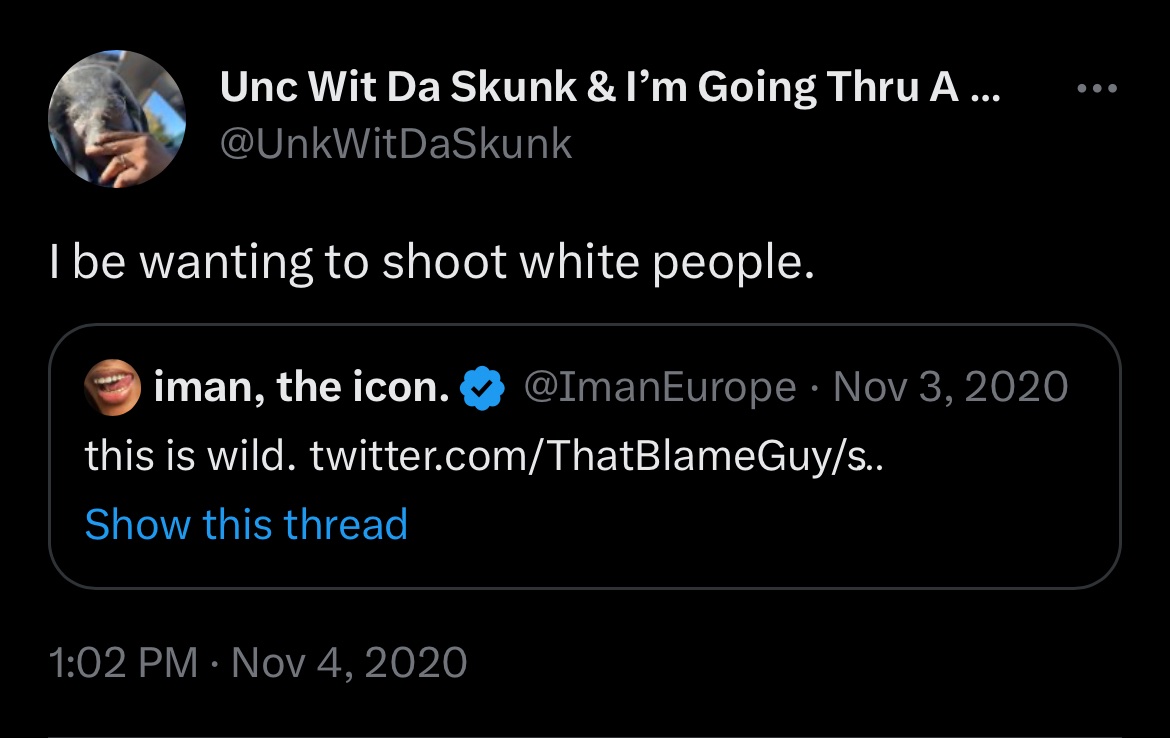 Unc Wit Da Skunk & I’m Going Thru A ...
@UnkWitDaSkunk
I be wanting to shoot white people.
iman, the icon. @ImanEurope · Nov 3, 2020
this is wild. twitter.com/ThatBlameGuy/s..
Show this thread
1:02 PM · Nov 4, 2020